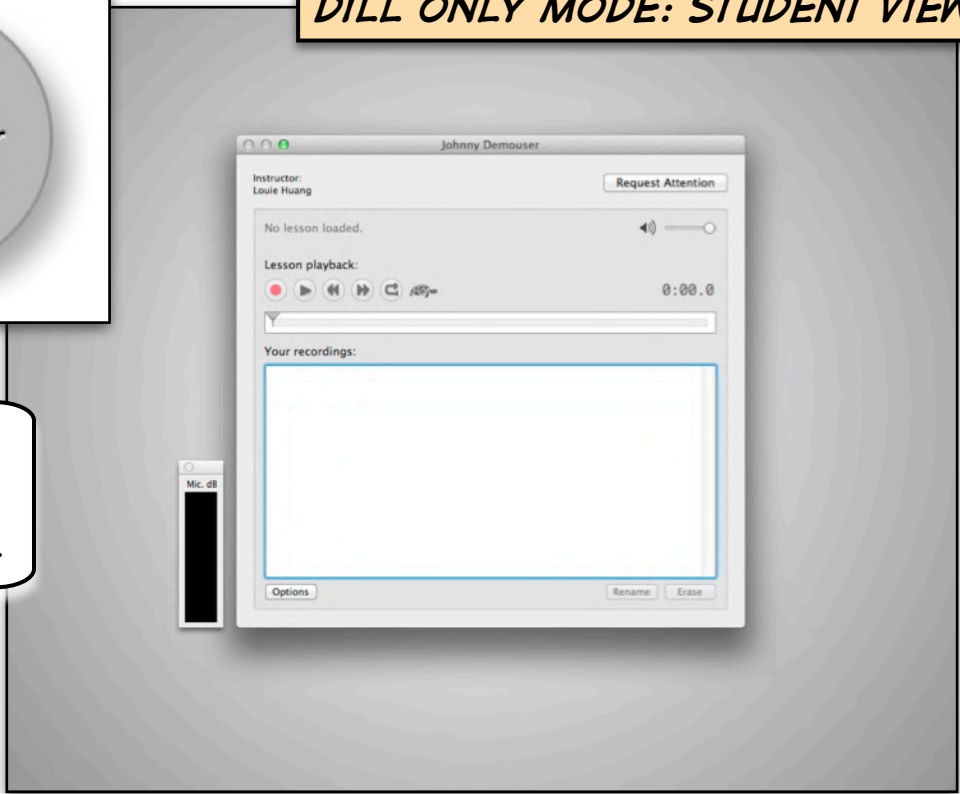 DILL ONLY MODE: STUDENT VIEW
Johnny Demouser
Instructor:
Louie Huang
Request Attention
No lesson loaded.
Lesson playback:
0:00.0
Your recordings:
Mic. dB
Options
Rename
Erase